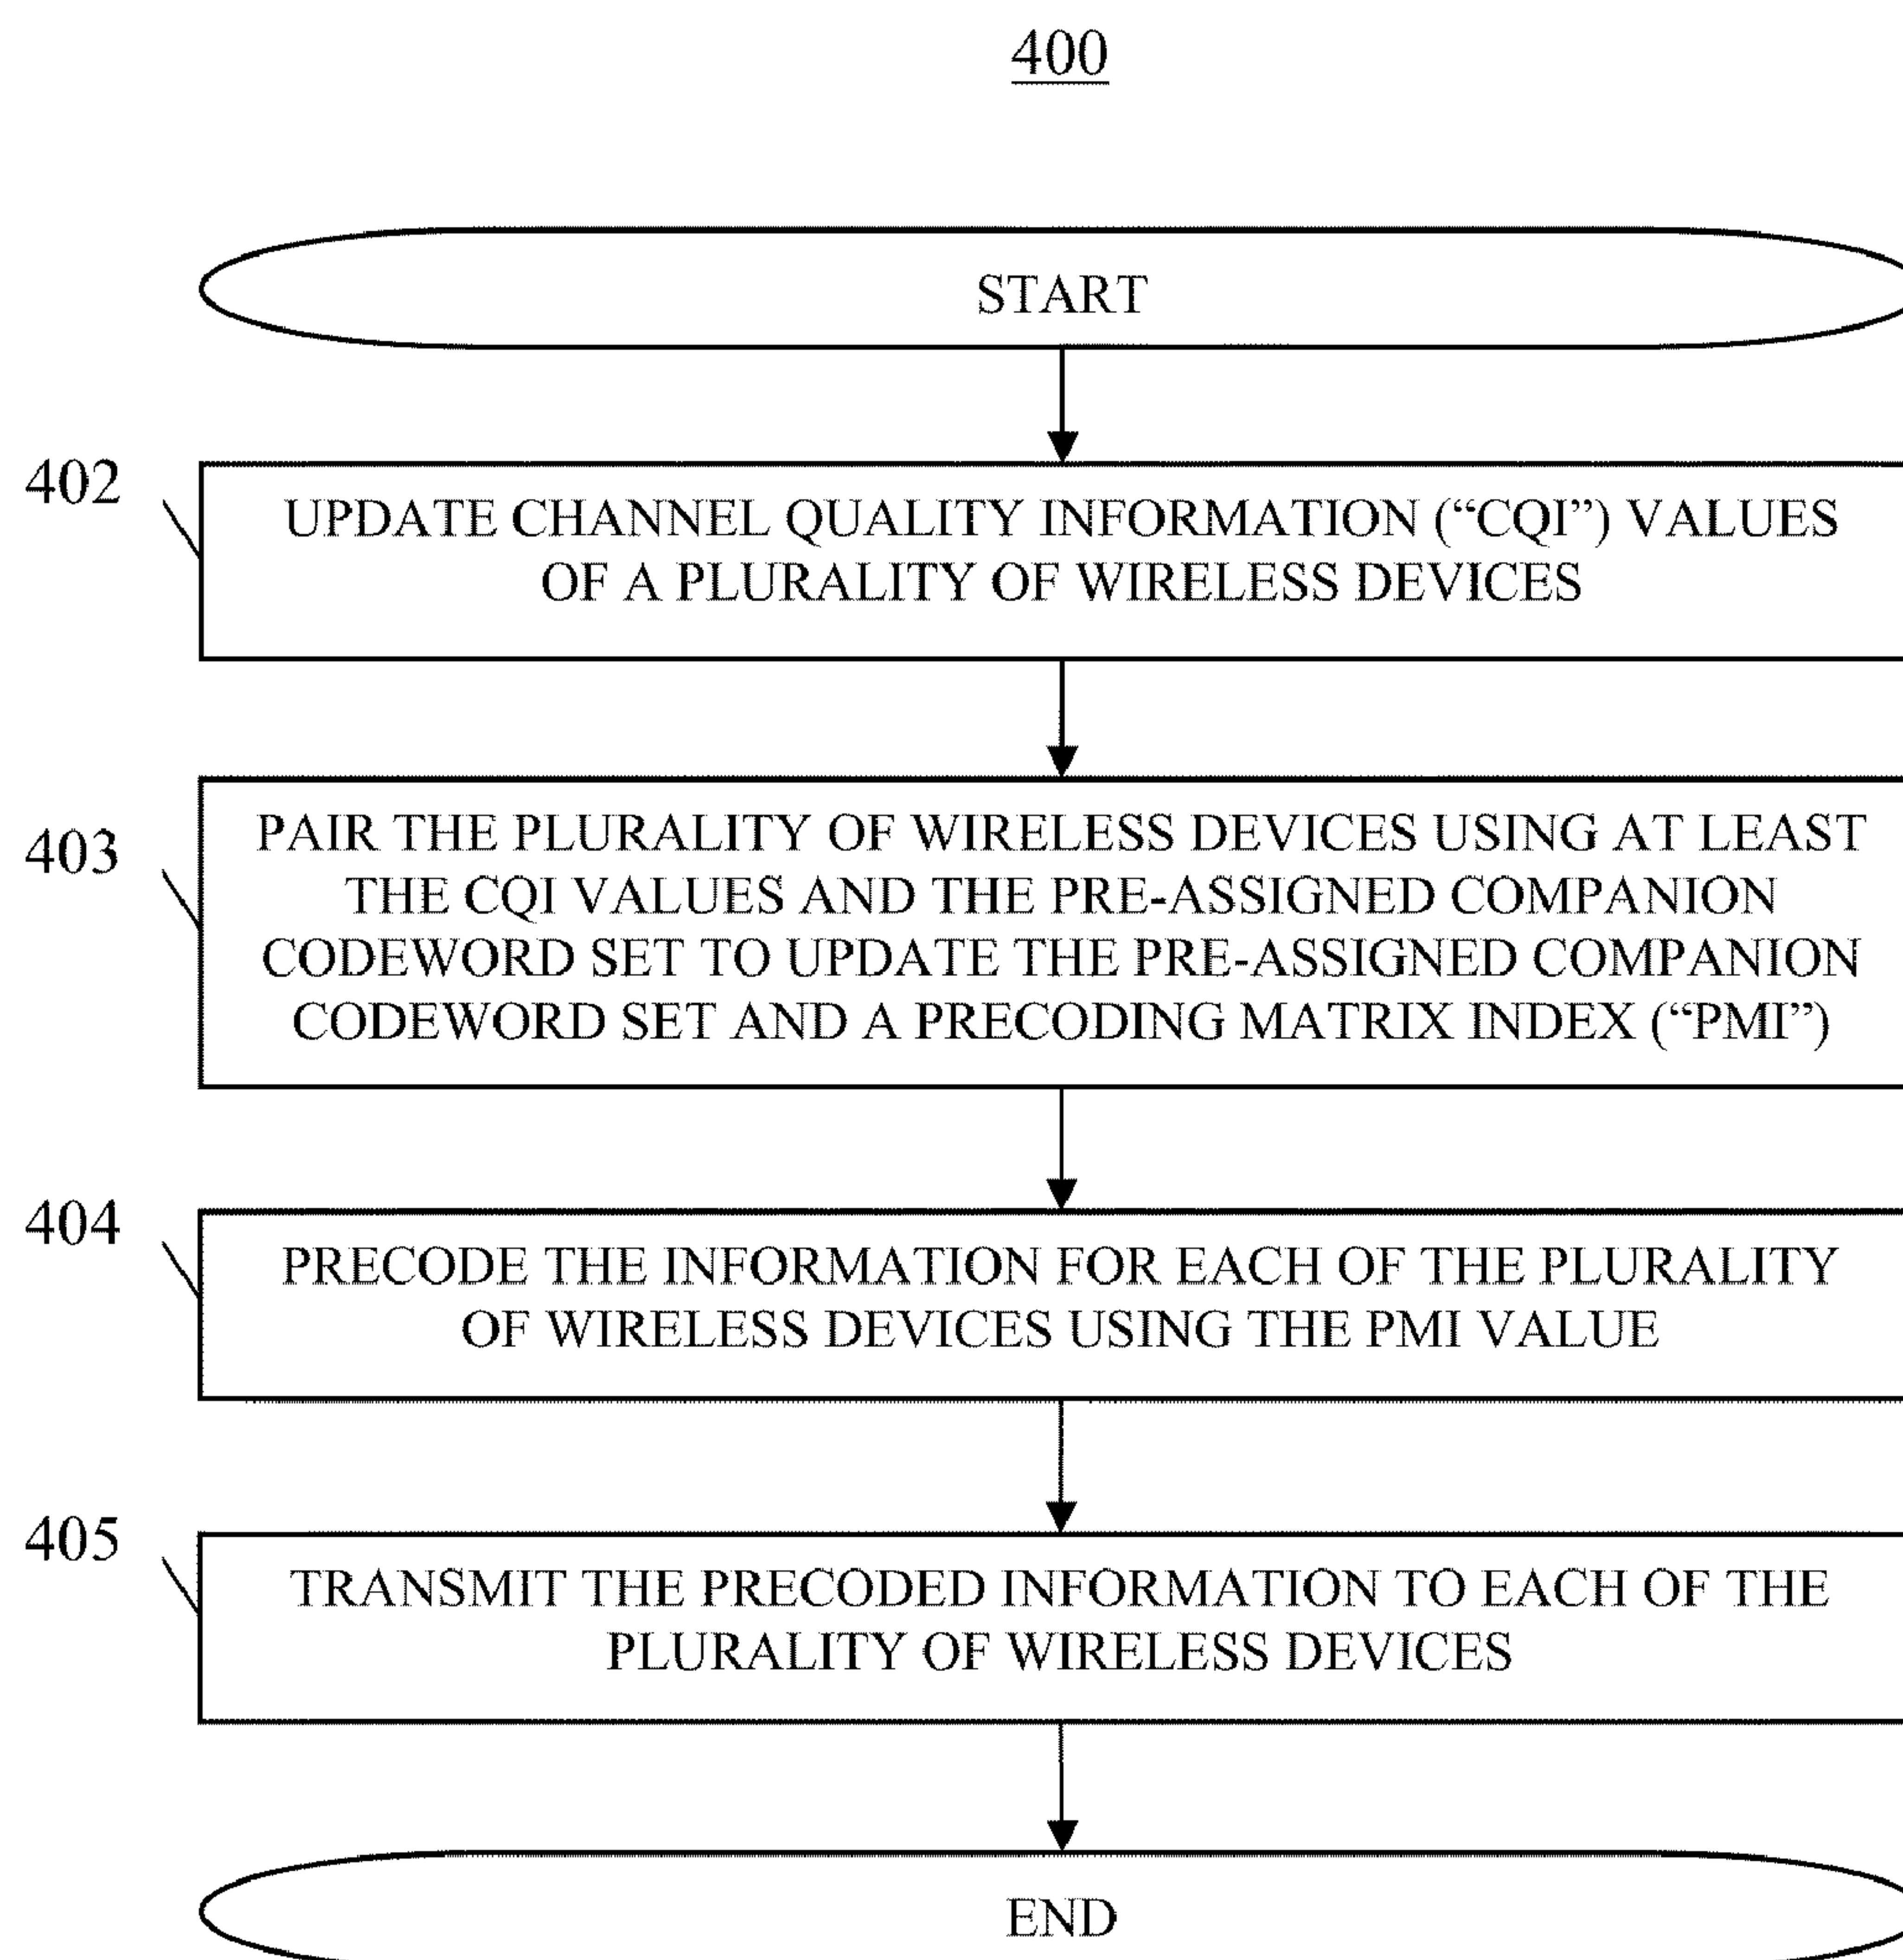 400
START
402
UPDATE CHANNEL QUALITY INFORMATION (“CQI”) VALUES
OF A PLURALITY OF WIRELESS DEVICES
403
PAIR THE PLURALITY OF WIRELESS DEVICES USING AT LEAST
THE CQI VALUES AND THE PRE-ASSIGNED COMPANION
CODEWORD SET TO UPDATE THE PRE-ASSIGNED COMPANION
CODEWORD SET AND A PRECODING MATRIX INDEX (“PMI”)
404
PRECODE THE INFORMATION FOR EACH OF THE PLURALITY
OF WIRELESS DEVICES USING THE PMI VALUE
405
TRANSMIT THE PRECODED INFORMATION TO EACH OF THE
PLURALITY OF WIRELESS DEVICES
END